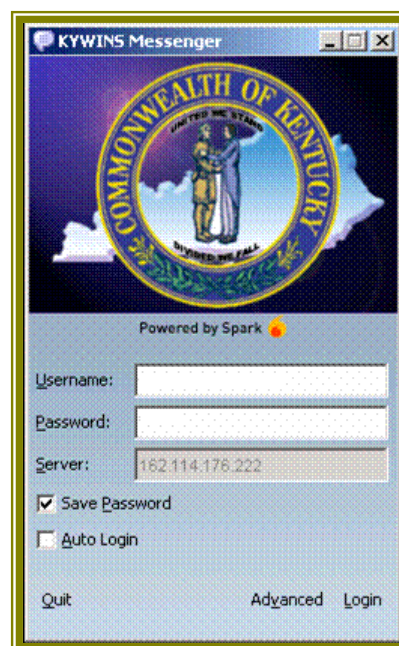 KYWINS Messenger
COMMONWEALTH OF KENTUCKY
UNITED WE STAND
DIVIDED WE FALL
Powered by Spark
Username:
Password:
Server: 162.114.176.222
Save Password
Auto Login
Quit Advanced Login